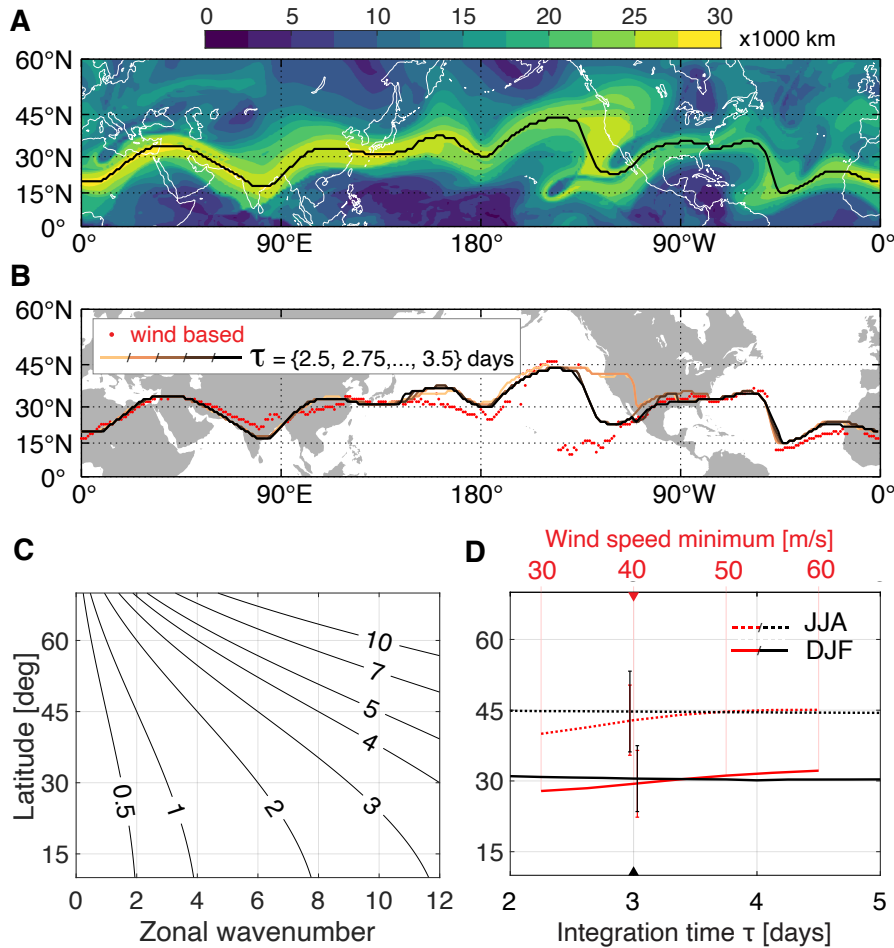 A
0 5 10 15 20 25 30
x1000 km
60°N
45°N
30°N
15°N
0°
0° 90°E 180° 90°W 0°
B
60°N
45°N
30°N
15°N
0°
wind based
τ = {2.5, 2.75,..., 3.5} days
0° 90°E 180° 90°W 0°
C
Latitude [deg]
60
30
10
0.5 1 2 3 4 5 7 10
0 2 4 6 8 10 12
Zonal wavenumber
D
Wind speed minimum [m/s]
30 40 50 60
JJA
DJF
60
45
30
10
2 3 4 5
Integration time τ [days]